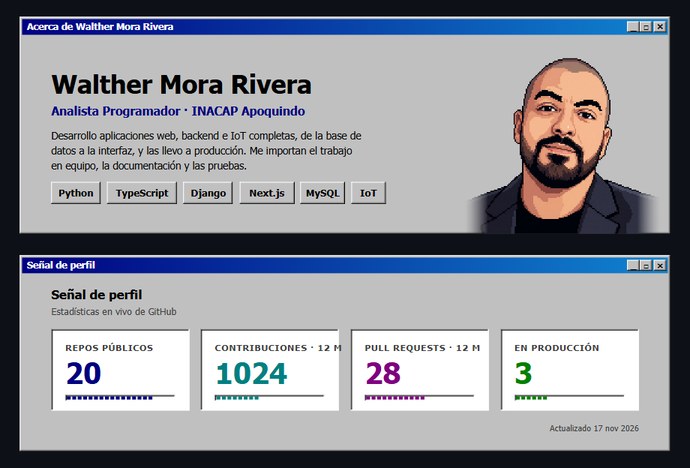 Acerca de Walther Mora Rivera
Walther Mora Rivera
Analista Programador · INACAP Apoquindo
Desarrollo aplicaciones web, backend e IoT completas, de la base de
datos a la interfaz, y las llevo a producción. Me importan el trabajo
en equipo, la documentación y las pruebas.
Python TypeScript Django Next.js MySQL IoT
Señal de perfil
Señal de perfil
Estadísticas en vivo de GitHub
REPOS PÚBLICOS CONTRIBUCIONES · 12 M PULL REQUESTS · 12 M EN PRODUCCIÓN
20 1024 28 3
Actualizado 17 nov 2026